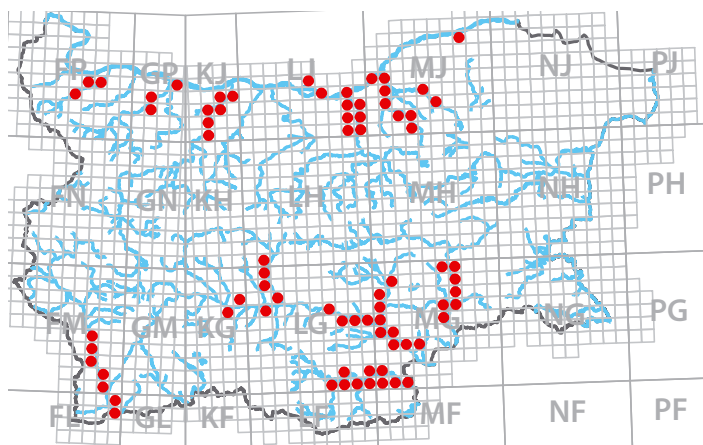 FP GP KJ LJ MJ NJ PJ
FN GN KH LH MH NH PH
FM GM KG LG MG NG PG
FL GL KF LF MF NF PF